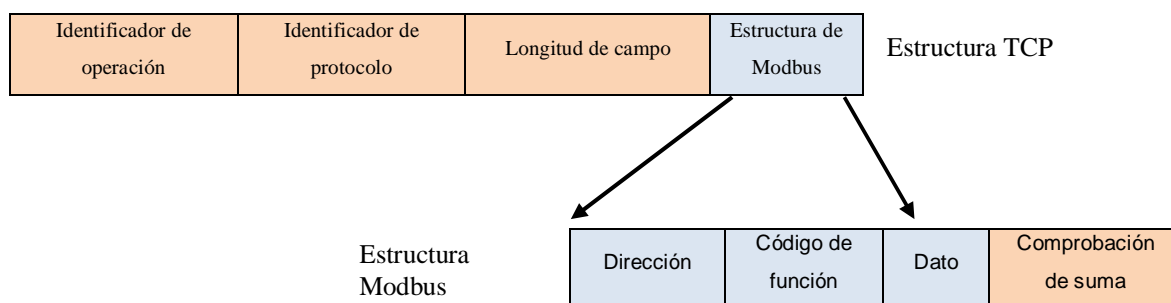 Identificador de
operación
Identificador de
protocolo
Longitud de campo
Estructura de
Modbus
Estructura TCP
Estructura
Modbus
Dirección
Código de
función
Dato
Comprobación
de suma